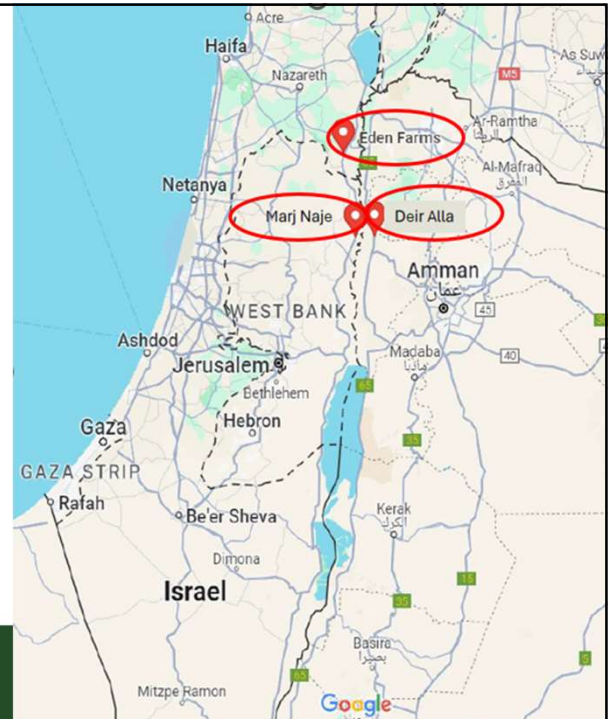 Acre
Haifa
Nazareth
As Suw
M5
Eden Farms
Ar-Ramtha
الرمثا
Al-Mafraq
المفرق
Netanya
Marj Naje
Deir Alla
Amman
عمّان
45
WEST BANK
Ashdod
Madaba
مادبا
40
Jerusalem
Bethlehem
65
Gaza
Hebron
35
GAZA STRIP
Rafah
Kerak
الكرك
Be'er Sheva
Dimona
15
Israel
35
Basira
بصيرا
5
65
Mitzpe Ramon
Google